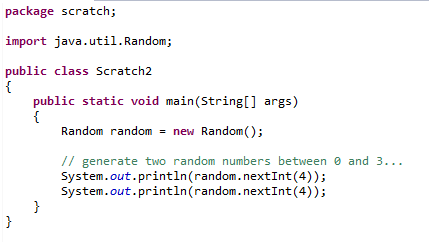 package scratch;
import java.util.Random;
public class Scratch2
{
    public static void main(String[] args)
    {
        Random random = new Random();
        // generate two random numbers between 0 and 3...
        System.out.println(random.nextInt(4));
        System.out.println(random.nextInt(4));
    }
}